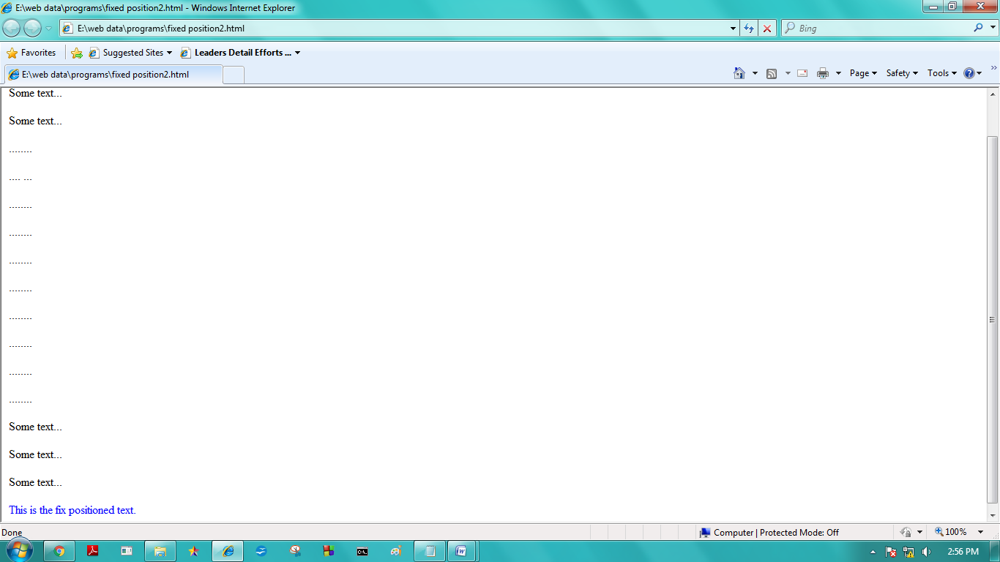 E:\web data\programs\fixed position2.html - Windows Internet Explorer
E:\web data\programs\fixed position2.html
Bing
Favorites
Suggested Sites
Leaders Detail Efforts ...
E:\web data\programs\fixed position2.html
Page
Safety
Tools
Some text...
Some text...
--------
---- ---
--------
--------
--------
--------
--------
--------
--------
--------
Some text...
Some text...
Some text...
This is the fix positioned text.
Done
Computer | Protected Mode: Off
100%
2:56 PM